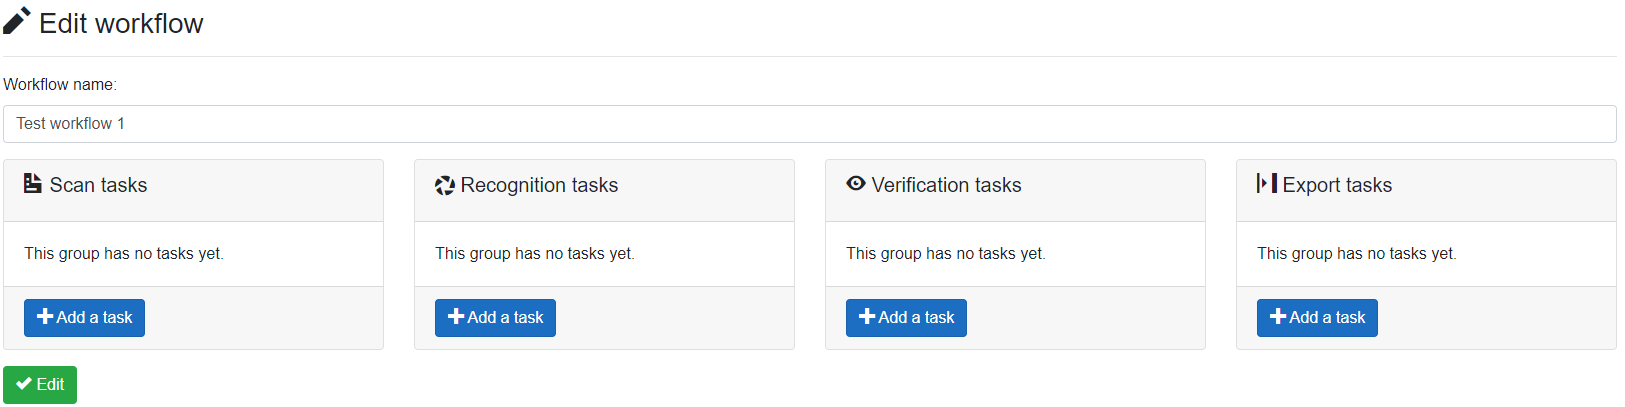 Edit workflow
Workflow name:
Test workflow 1
Scan tasks
This group has no tasks yet.
Add a task
Recognition tasks
This group has no tasks yet.
Add a task
Verification tasks
This group has no tasks yet.
Add a task
Export tasks
This group has no tasks yet.
Add a task
Edit